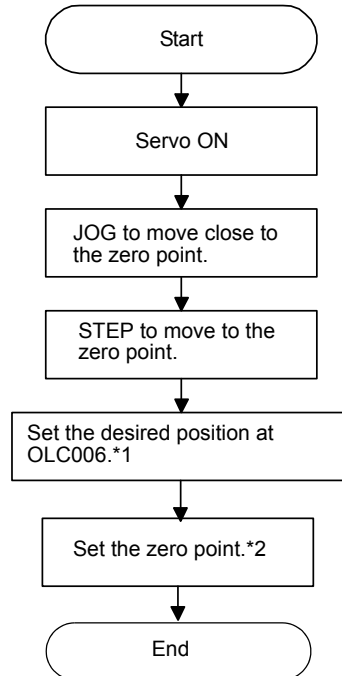 Start
Servo ON
JOG to move close to
the zero point.
STEP to move to the
zero point.
Set the desired position at
OLC006.*1
Set the zero point.*2
End